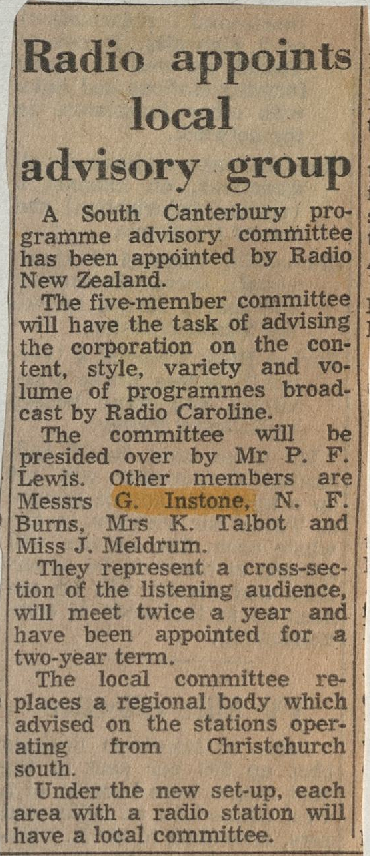 Radio appoints
local
advisory group
A South Canterbury pro-
gramme advisory committee
has been appointed by Radio
New Zealand.
The five-member committee
will have the task of advising
the corporation on the con-
tent, style, variety and vo-
lume of programmes broad-
cast by Radio Caroline.
The committee will be
presided over by Mr P. F.
Lewis. Other members are
Messrs G. Instone, N. F.
Burns, Mrs K. Talbot and
Miss J. Meldrum.
They represent a cross-sec-
tion of the listening audience,
will meet twice a year and
have been appointed for a
two-year term.
The local committee re-
places a regional body which
advised on the stations oper-
ating from Christchurch
south.
Under the new set-up, each
area with a radio station will
have a local committee.